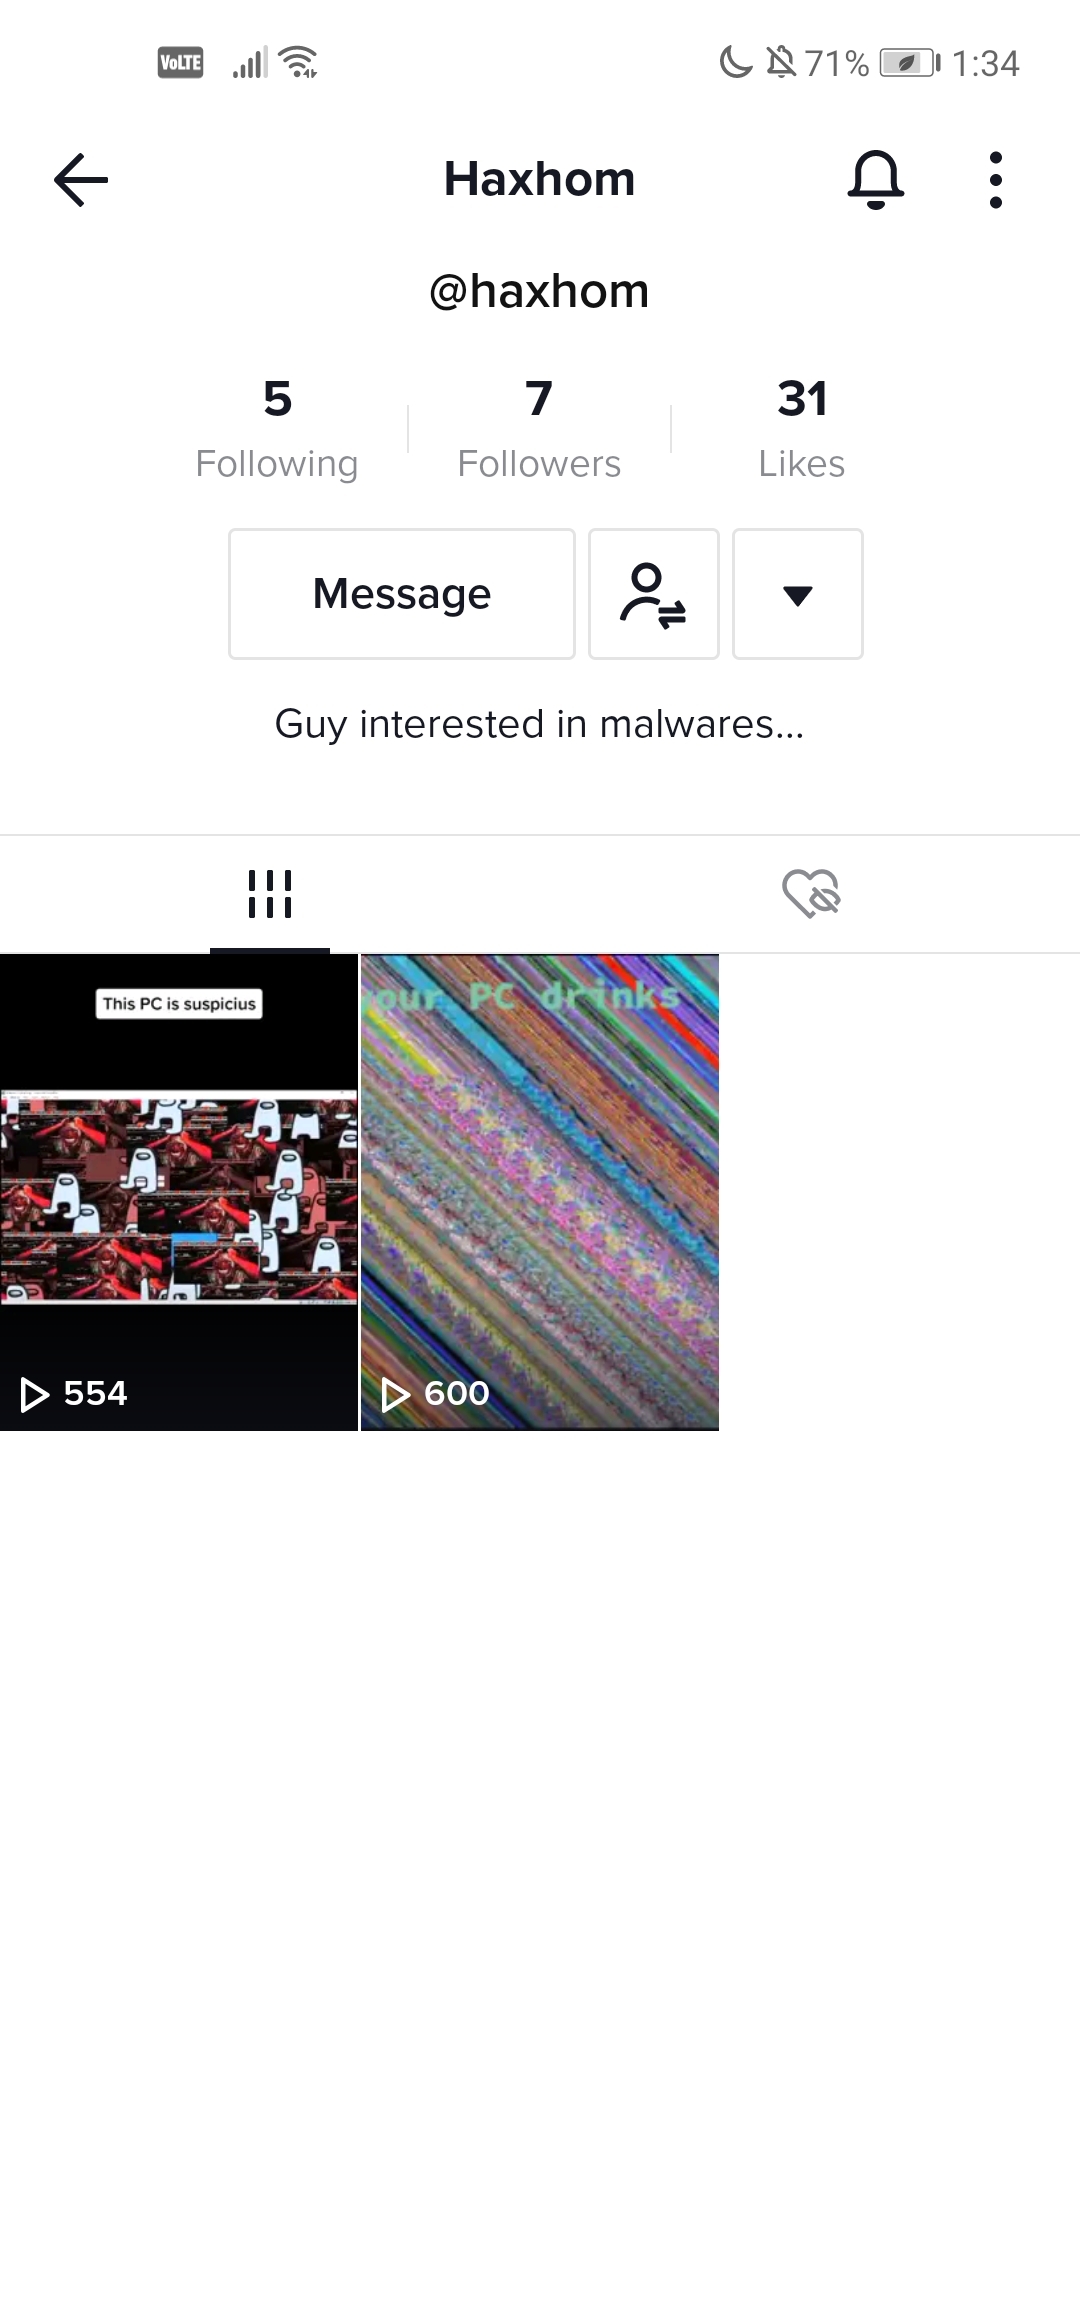 VoLTE 71% 1:34
Haxhom
@haxhom
5 7 31
Following Followers Likes
Message
Guy interested in malwares...
This PC is suspicius
your PC drinks
554 600